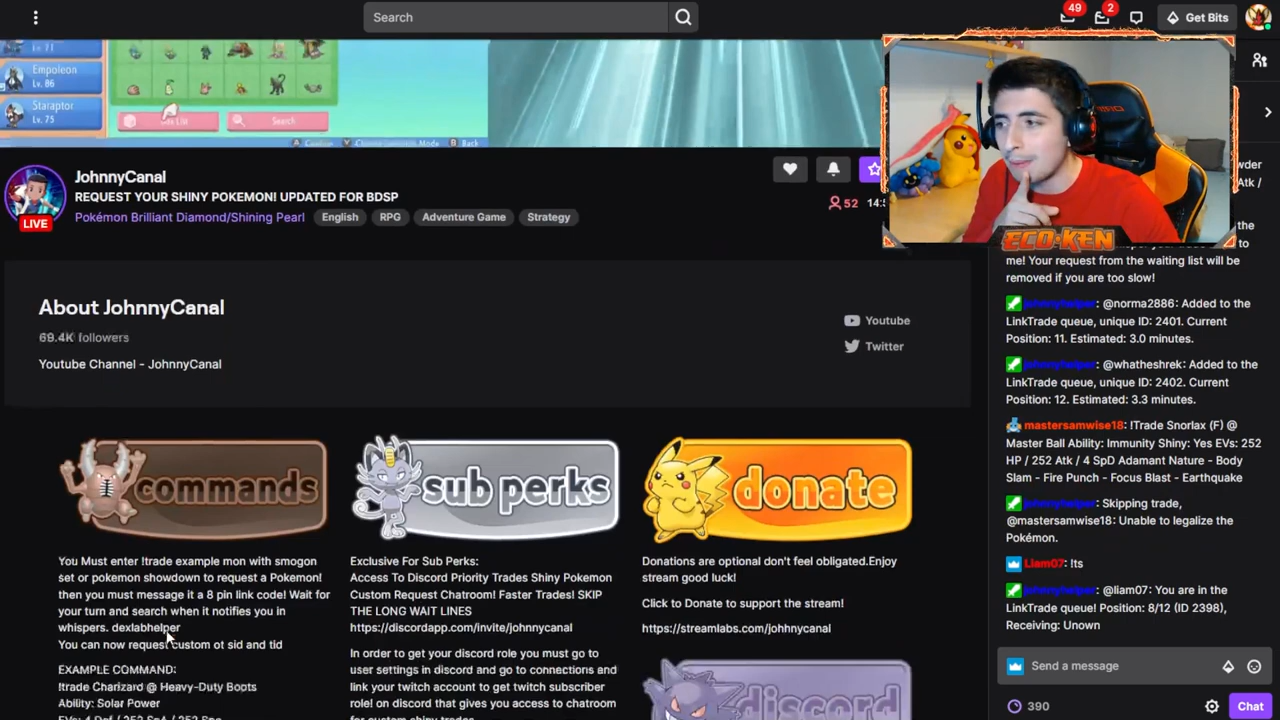 Search
49
2
Get Bits
Empoleon
Lv. 86
Staraptor
Lv. 75
Search
Back
JohnnyCanal
REQUEST YOUR SHINY POKEMON! UPDATED FOR BDSP
Pokémon Brilliant Diamond/Shining Pearl
English
RPG
Adventure Game
Strategy
LIVE
52
ECO-KEN
About JohnnyCanal
69.4K followers
Youtube Channel - JohnnyCanal
Youtube
Twitter
commands
You Must enter !trade example mon with smogon
set or pokemon showdown to request a Pokemon!
then you must message it a 8 pin link code! Wait for
your turn and search when it notifies you in
whispers. dexlabhelper
You can now request custom ot sid and tid
EXAMPLE COMMAND:
!trade Charizard @ Heavy-Duty Boots
Ability: Solar Power
sub perks
Exclusive For Sub Perks:
Access To Discord Priority Trades Shiny Pokemon
Custom Request Chatroom! Faster Trades! SKIP
THE LONG WAIT LINES
https://discordapp.com/invite/johnnycanal
In order to get your discord role you must go to
user settings in discord and go to connections and
link your twitch account to get twitch subscriber
role! on discord that gives you access to chatroom
for custom shiny trades
donate
Donations are optional don't feel obligated.Enjoy
stream good luck!
Click to Donate to support the stream!
https://streamlabs.com/johhnycanal
discord
me! Your request from the waiting list will be
removed if you are too slow!
johnnyhelper: @norma2886: Added to the
LinkTrade queue, unique ID: 2401. Current
Position: 11. Estimated: 3.0 minutes.
johnnyhelper: @whatheshrek: Added to the
LinkTrade queue, unique ID: 2402. Current
Position: 12. Estimated: 3.3 minutes.
mastersamwise18: !Trade Snorlax (F) @
Master Ball Ability: Immunity Shiny: Yes EVs: 252
HP / 252 Atk / 4 SpD Adamant Nature - Body
Slam - Fire Punch - Focus Blast - Earthquake
johnnyhelper: Skipping trade,
@mastersamwise18: Unable to legalize the
Pokémon.
Liam07: !ts
johnnyhelper: @liam07: You are in the
LinkTrade queue! Position: 8/12 (ID 2398),
Receiving: Unown
Send a message
390
Chat